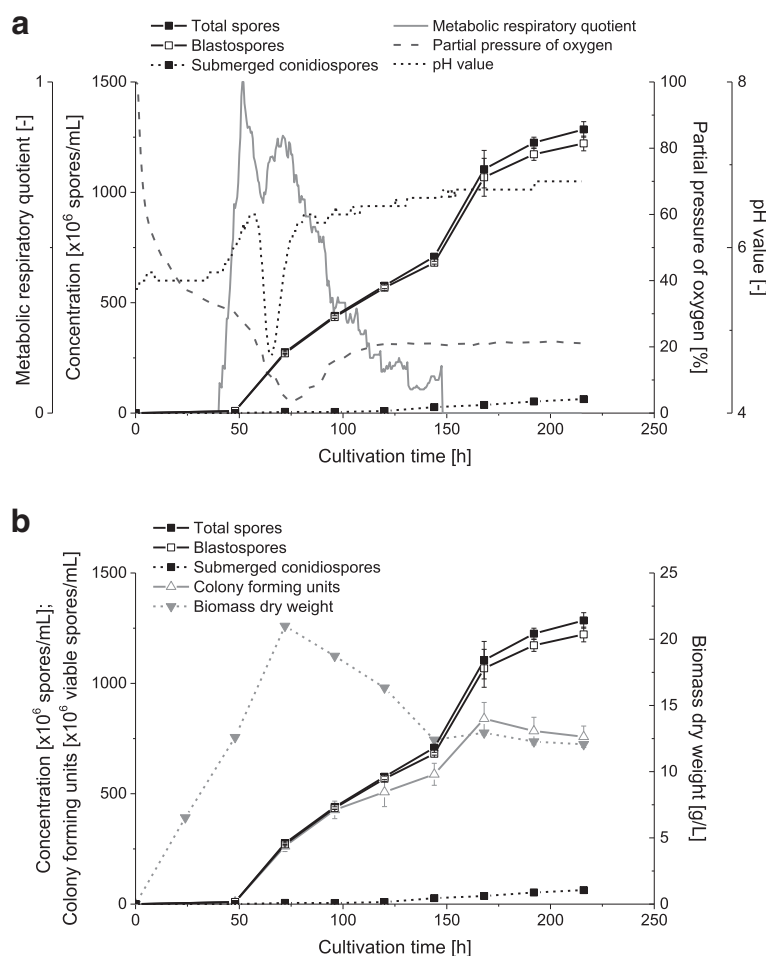 a
Total spores
Blastospores
Submerged conidiospores
Metabolic respiratory quotient
Partial pressure of oxygen
pH value
Metabolic respiratory quotient [-]
1
0
Concentration [x10⁶ spores/mL]
1500
1000
500
0
100
80
60
40
20
0
Partial pressure of oxygen [%]
8
6
4
pH value [-]
0 50 100 150 200 250
Cultivation time [h]
b
Total spores
Blastospores
Submerged conidiospores
Colony forming units
Biomass dry weight
Concentration [x10⁶ spores/mL];
Colony forming units [x10⁶ viable spores/mL]
1500
1000
500
0
25
20
15
10
5
0
Biomass dry weight [g/L]
0 50 100 150 200 250
Cultivation time [h]